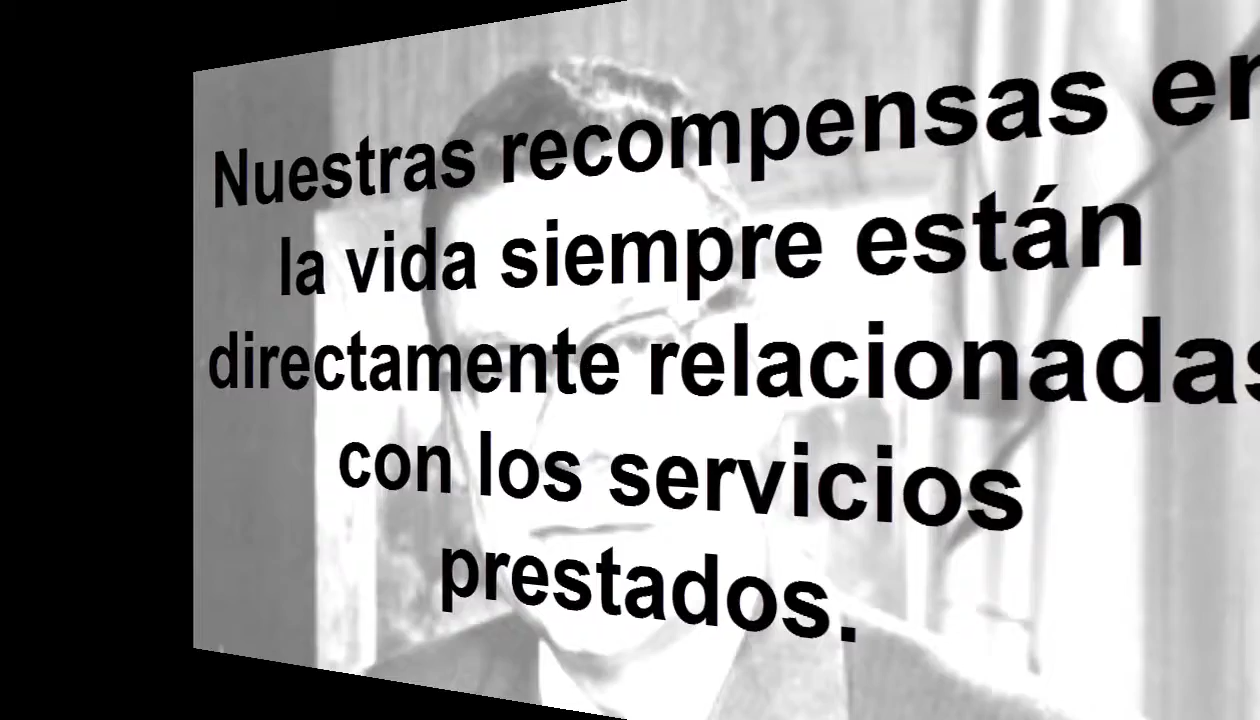 Nuestras recompensas en
la vida siempre están
directamente relacionadas
con los servicios
prestados.